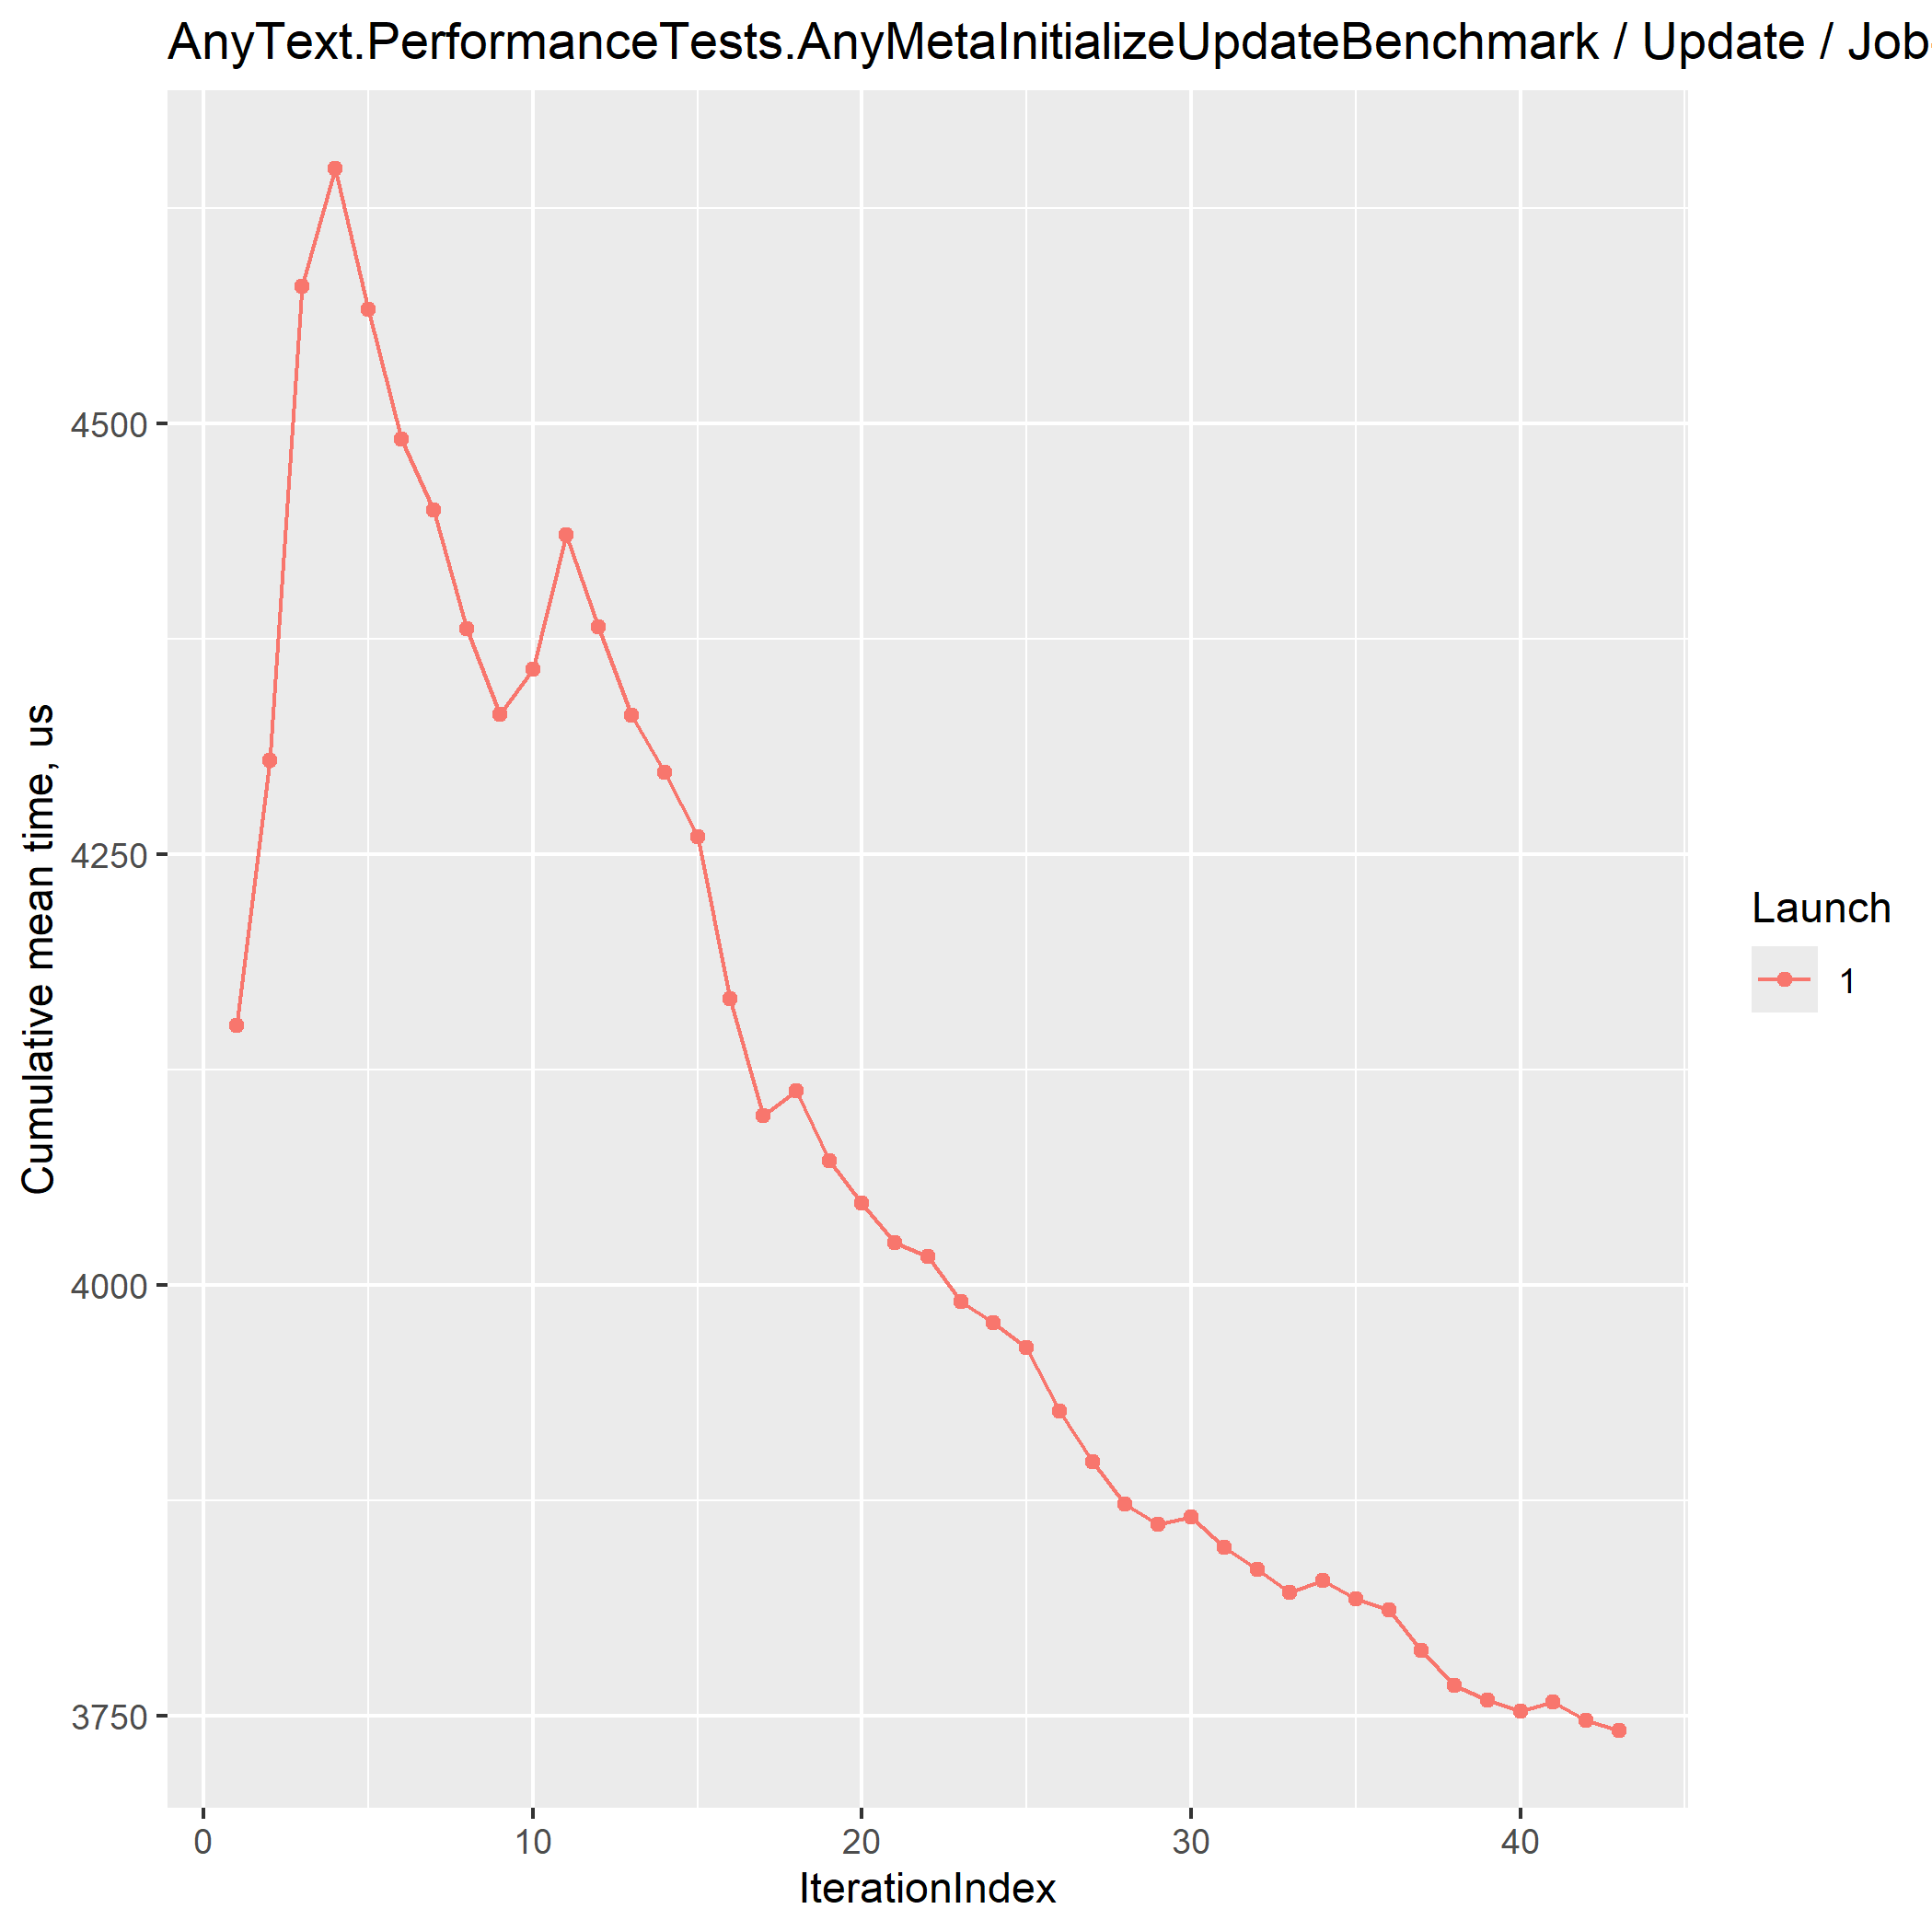 AnyText.PerformanceTests.AnyMetaInitializeUpdateBenchmark / Update / Job
Cumulative mean time, us
4500
4250
4000
3750
0 10 20 30 40
IterationIndex
Launch
1